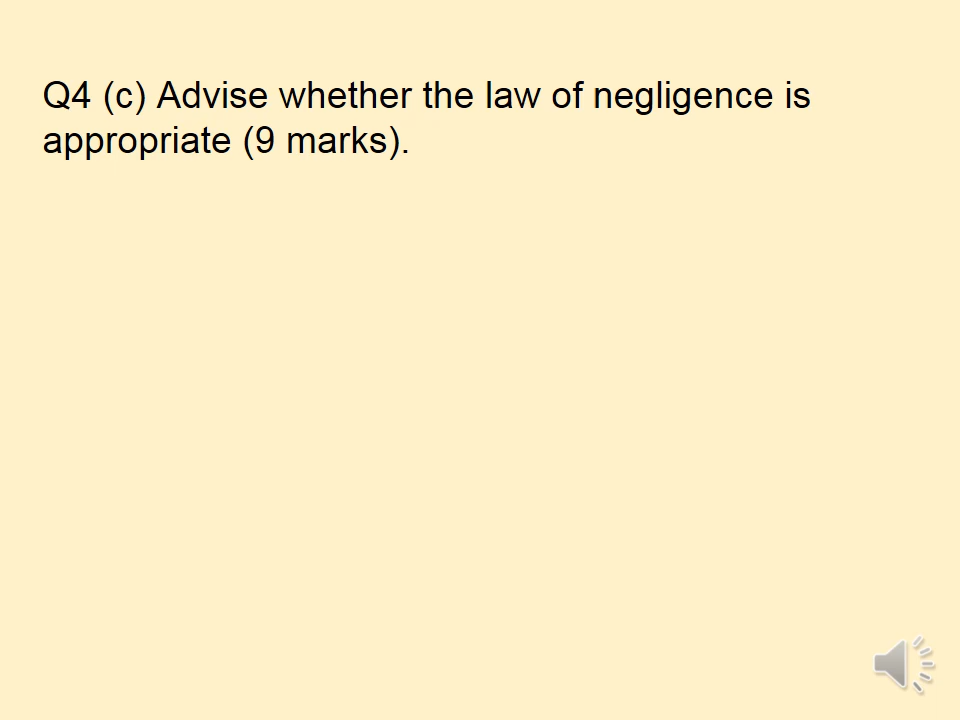 Q4 (c) Advise whether the law of negligence is
appropriate (9 marks).